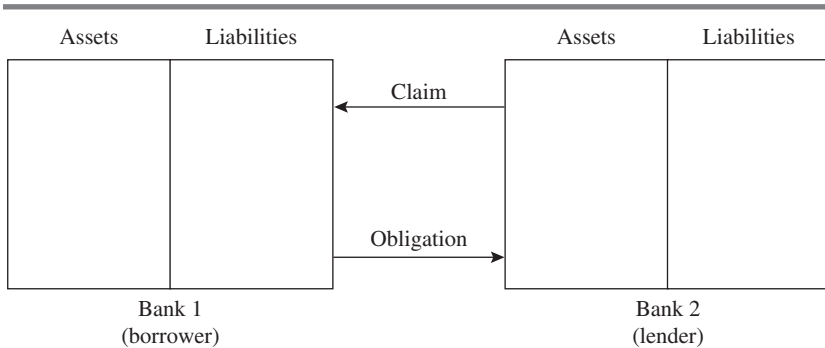 Assets Liabilities Assets Liabilities
Claim
Obligation
Bank 1 Bank 2
(borrower) (lender)